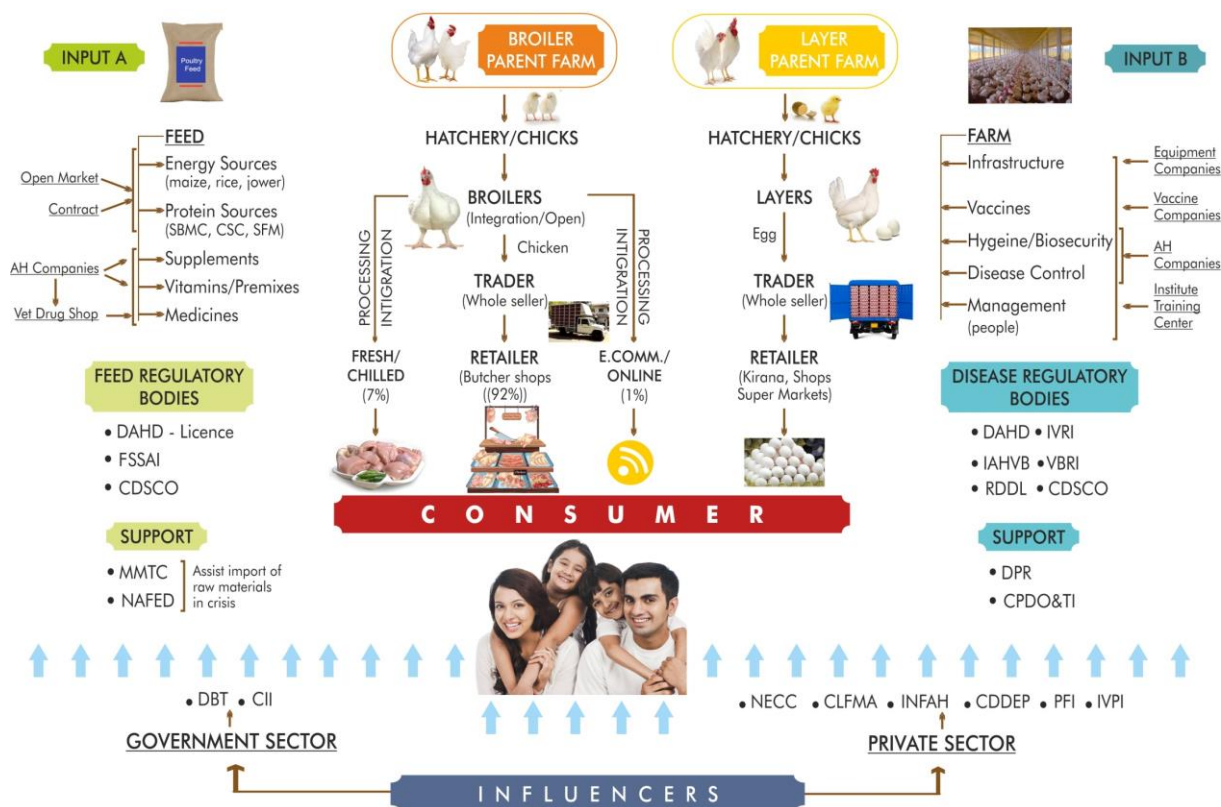 INPUT A
Poultry
Feed
BROILER
PARENT FARM
LAYER
PARENT FARM
INPUT B
FEED
Energy Sources
(maize, rice, jower)
Protein Sources
(SBMC, CSC, SFM)
Supplements
Vitamins/Premixes
Medicines
Open Market
Contract
AH Companies
Vet Drug Shop
HATCHERY/CHICKS
BROILERS
(Integration/Open)
Chicken
TRADER
(Whole seller)
PROCESSING
INTIGRATION
PROCESSING
INTIGRATION
FRESH/
CHILLED
(7%)
RETAILER
(Butcher shops
((92%))
E.COMM./
ONLINE
(1%)
HATCHERY/CHICKS
LAYERS
Egg
TRADER
(Whole seller)
RETAILER
(Kirana, Shops
Super Markets)
FARM
Infrastructure
Vaccines
Hygeine/Biosecurity
Disease Control
Management
(people)
Equipment
Companies
Vaccine
Companies
AH
Companies
Institute
Training
Center
FEED REGULATORY
BODIES
• DAHD - Licence
• FSSAI
• CDSCO
SUPPORT
• MMTC
• NAFED
Assist import of
raw materials
in crisis
DISEASE REGULATORY
BODIES
• DAHD • IVRI
• IAHVB • VBRI
• RDDL • CDSCO
SUPPORT
• DPR
• CPDO&TI
CONSUMER
• DBT • CII
GOVERNMENT SECTOR
• NECC • CLFMA • INFAH • CDDEP • PFI • IVPI
PRIVATE SECTOR
INFLUENCERS